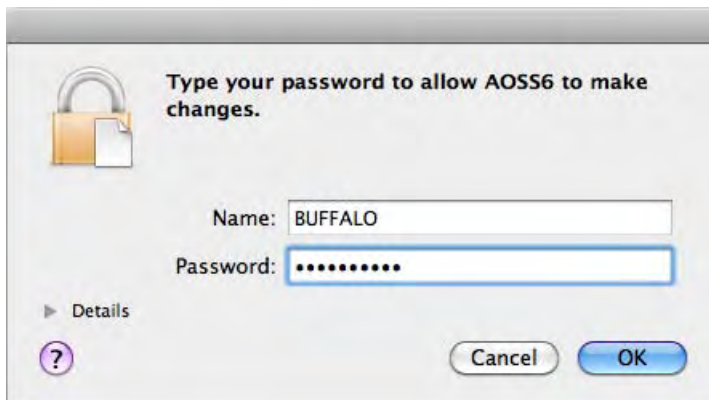 Type your password to allow AOSS6 to make
changes.
Name: BUFFALO
Password: ••••••••••
Details
?
Cancel OK